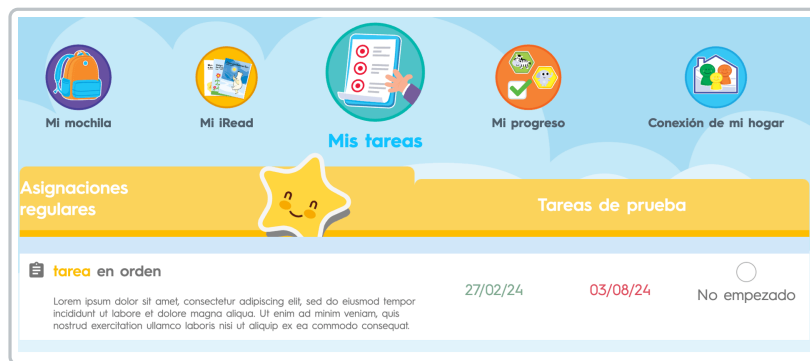 Mi mochila
Mi iRead
Mis tareas
Mi progreso
Conexión de mi hogar
Asignaciones
regulares
Tareas de prueba
tarea en orden
Lorem ipsum dolor sit amet, consectetur adipiscing elit, sed do eiusmod tempor
incididunt ut labore et dolore magna aliqua. Ut enim ad minim veniam, quis
nostrud exercitation ullamco laboris nisi ut aliquip ex ea commodo consequat.
27/02/24
03/08/24
No empezado